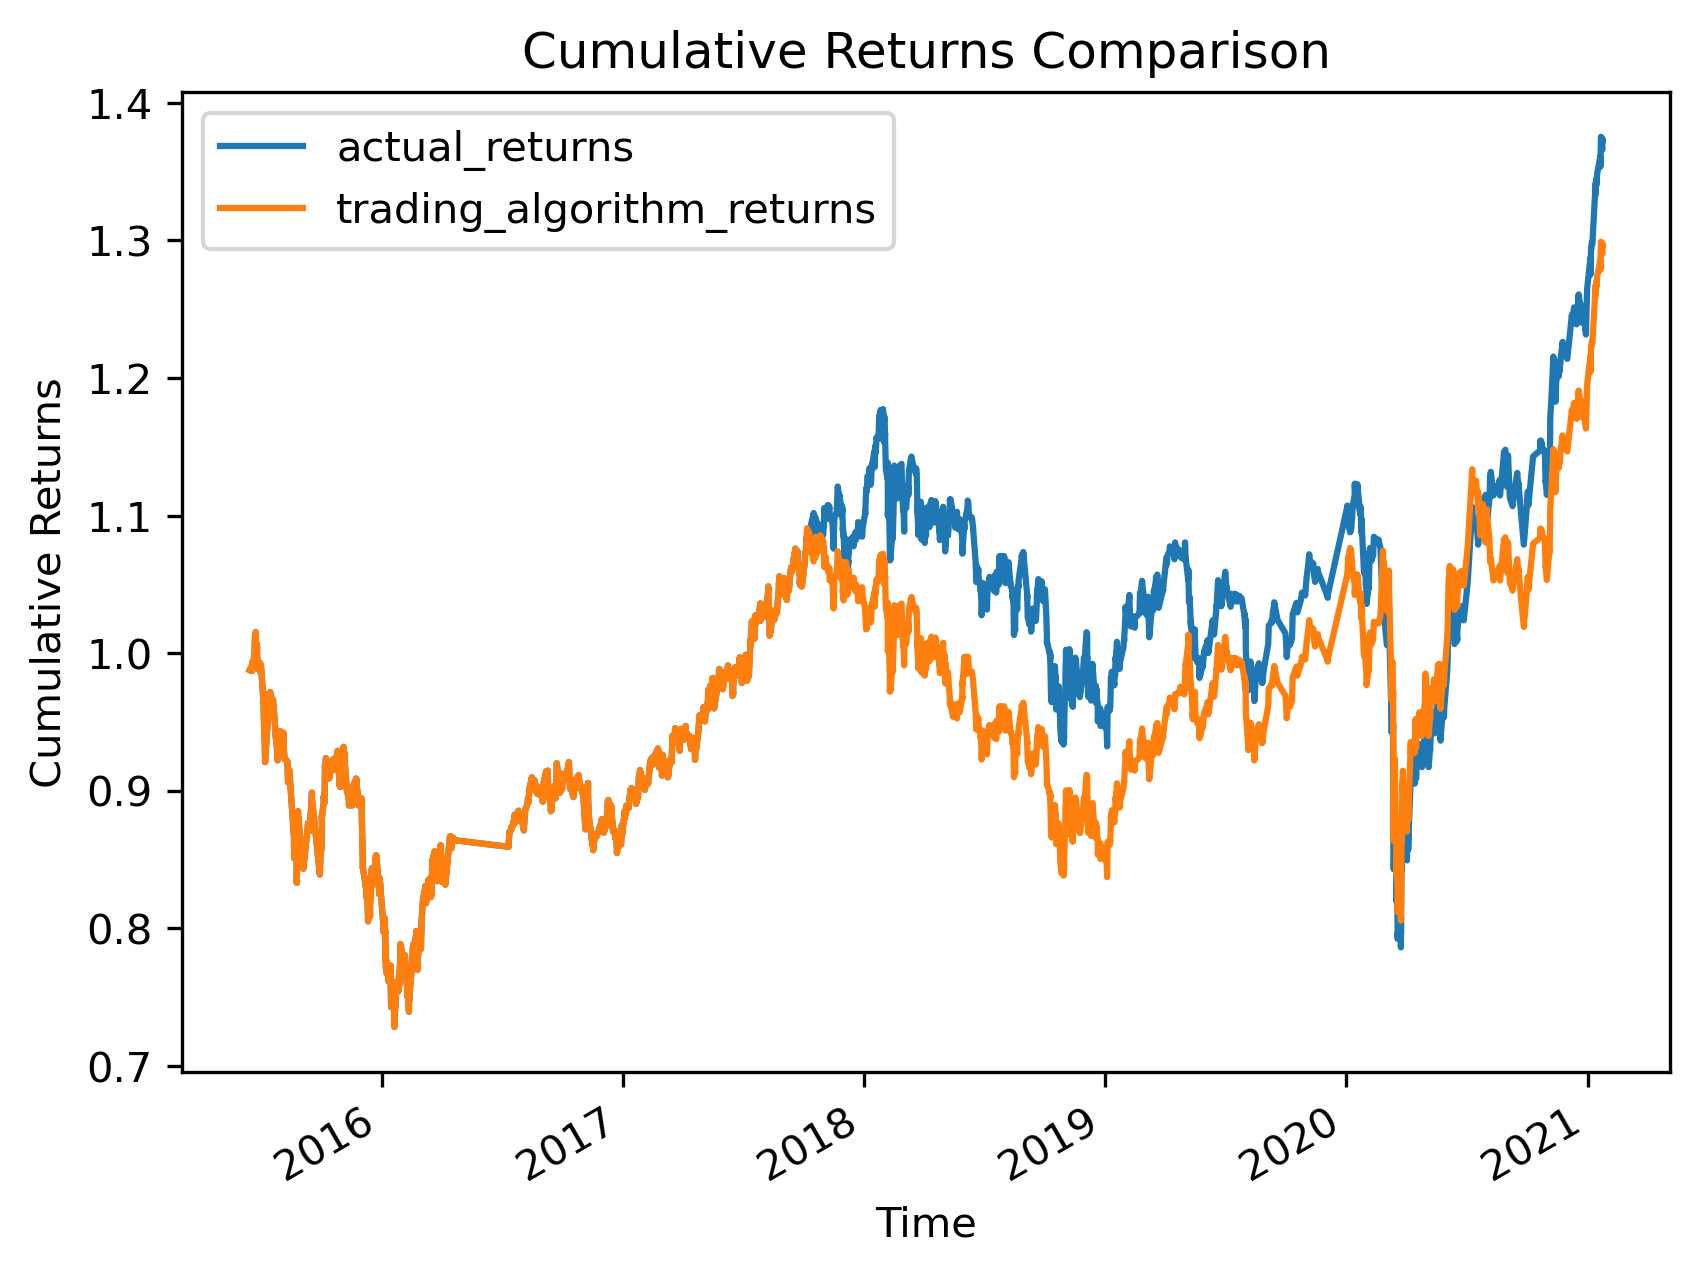 Cumulative Returns Comparison
actual_returns
trading_algorithm_returns
1.4
1.3
1.2
1.1
1.0
0.9
0.8
0.7
Cumulative Returns
2016
2017
2018
2019
2020
2021
Time